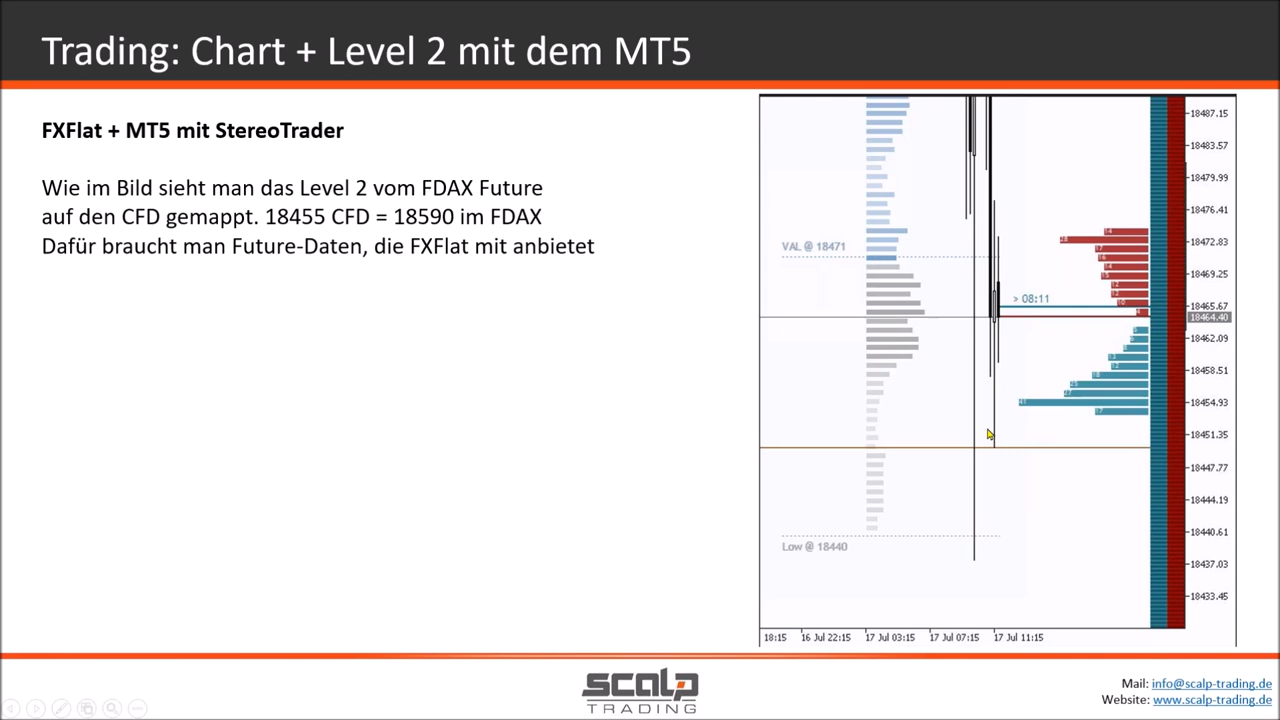 Trading: Chart + Level 2 mit dem MT5
FXFlat + MT5 mit StereoTrader
Wie im Bild sieht man das Level 2 vom FDAX Future
auf den CFD gemappt. 18455 CFD = 18590 im FDAX
Dafür braucht man Future-Daten, die FXFlat mit anbietet
VAL @ 18471
> 08:11
Low @ 18440
18487.15
18483.57
18479.99
18476.41
18472.83
18469.25
18465.67
18464.40
18462.09
18458.51
18454.93
18451.35
18447.77
18444.19
18440.61
18437.03
18433.45
18:15
16 Jul 22:15
17 Jul 03:15
17 Jul 07:15
17 Jul 11:15
scalp
TRADING
Mail: info@scalp-trading.de
Website: www.scalp-trading.de